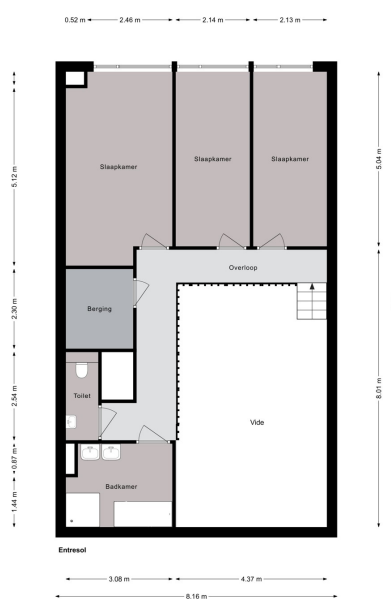 0.52 m
2.46 m
2.14 m
2.13 m
5.12 m
2.30 m
2.54 m
0.87 m
1.44 m
5.04 m
8.01 m
Slaapkamer
Slaapkamer
Slaapkamer
Overloop
Berging
Toilet
Vide
Badkamer
Entresol
3.08 m
4.37 m
8.16 m